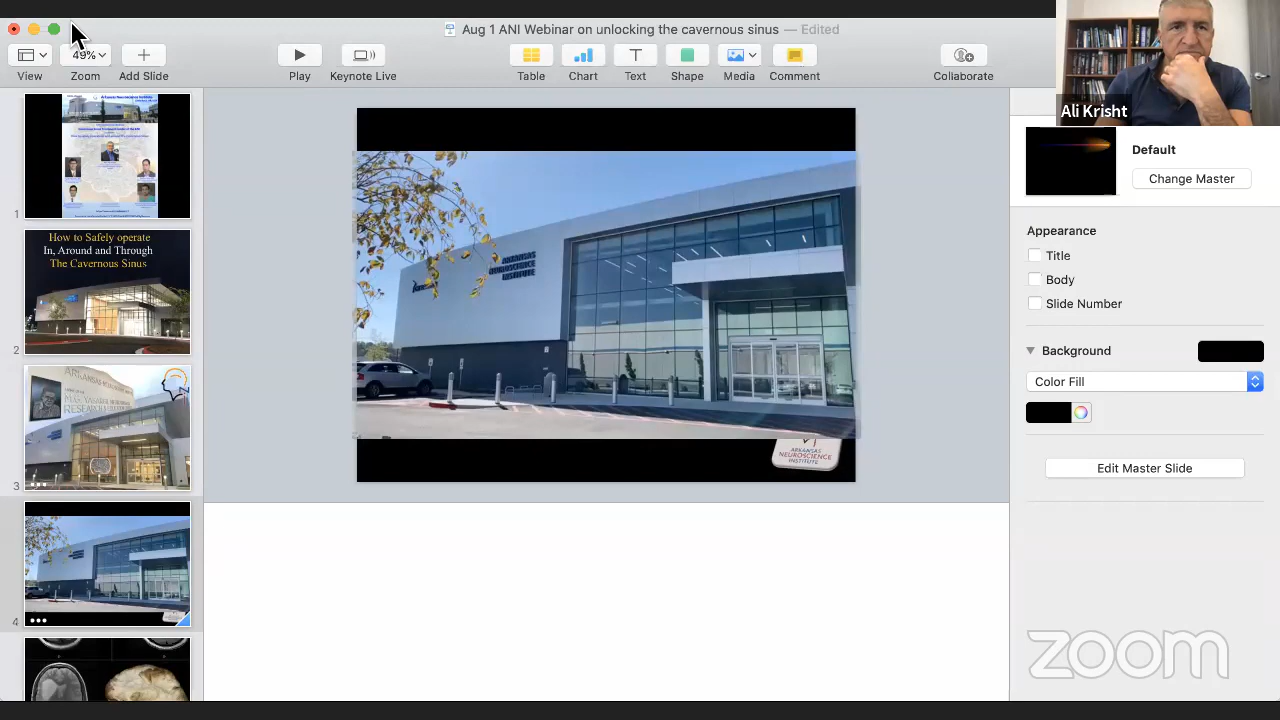 Aug 1 ANI Webinar on unlocking the cavernous sinus — Edited
49%
View
Zoom
Add Slide
Play
Keynote Live
Table
Chart
Text
Shape
Media
Comment
Collaborate
Ali Krisht
Default
Change Master
Appearance
Title
Body
Slide Number
Background
Color Fill
Edit Master Slide
zoom
1
How to Safely operate
In, Around and Through
The Cavernous Sinus
2
3
4
ARKANSAS
NEUROSCIENCE
INSTITUTE
ARKANSAS
NEUROSCIENCE
INSTITUTE